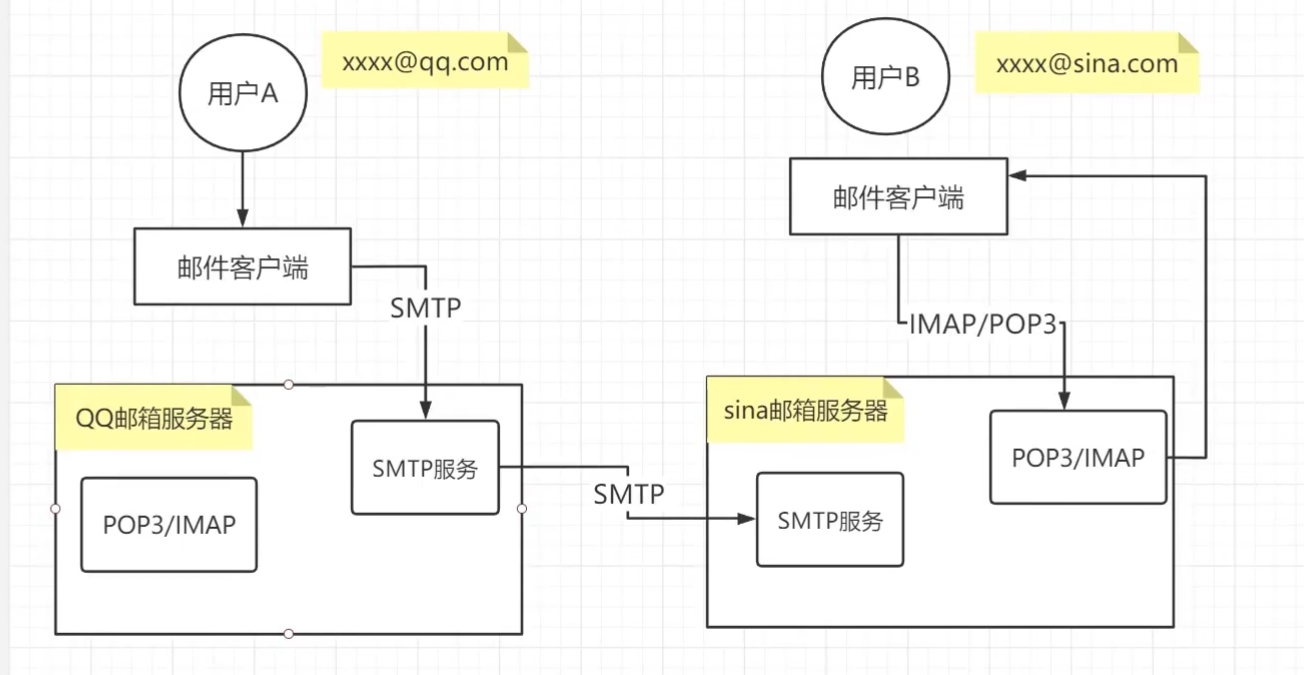 用户A
xxxx@qq.com
邮件客户端
SMTP
QQ邮箱服务器
SMTP服务
POP3/IMAP
SMTP
用户B
xxxx@sina.com
邮件客户端
IMAP/POP3
sina邮箱服务器
POP3/IMAP
SMTP服务